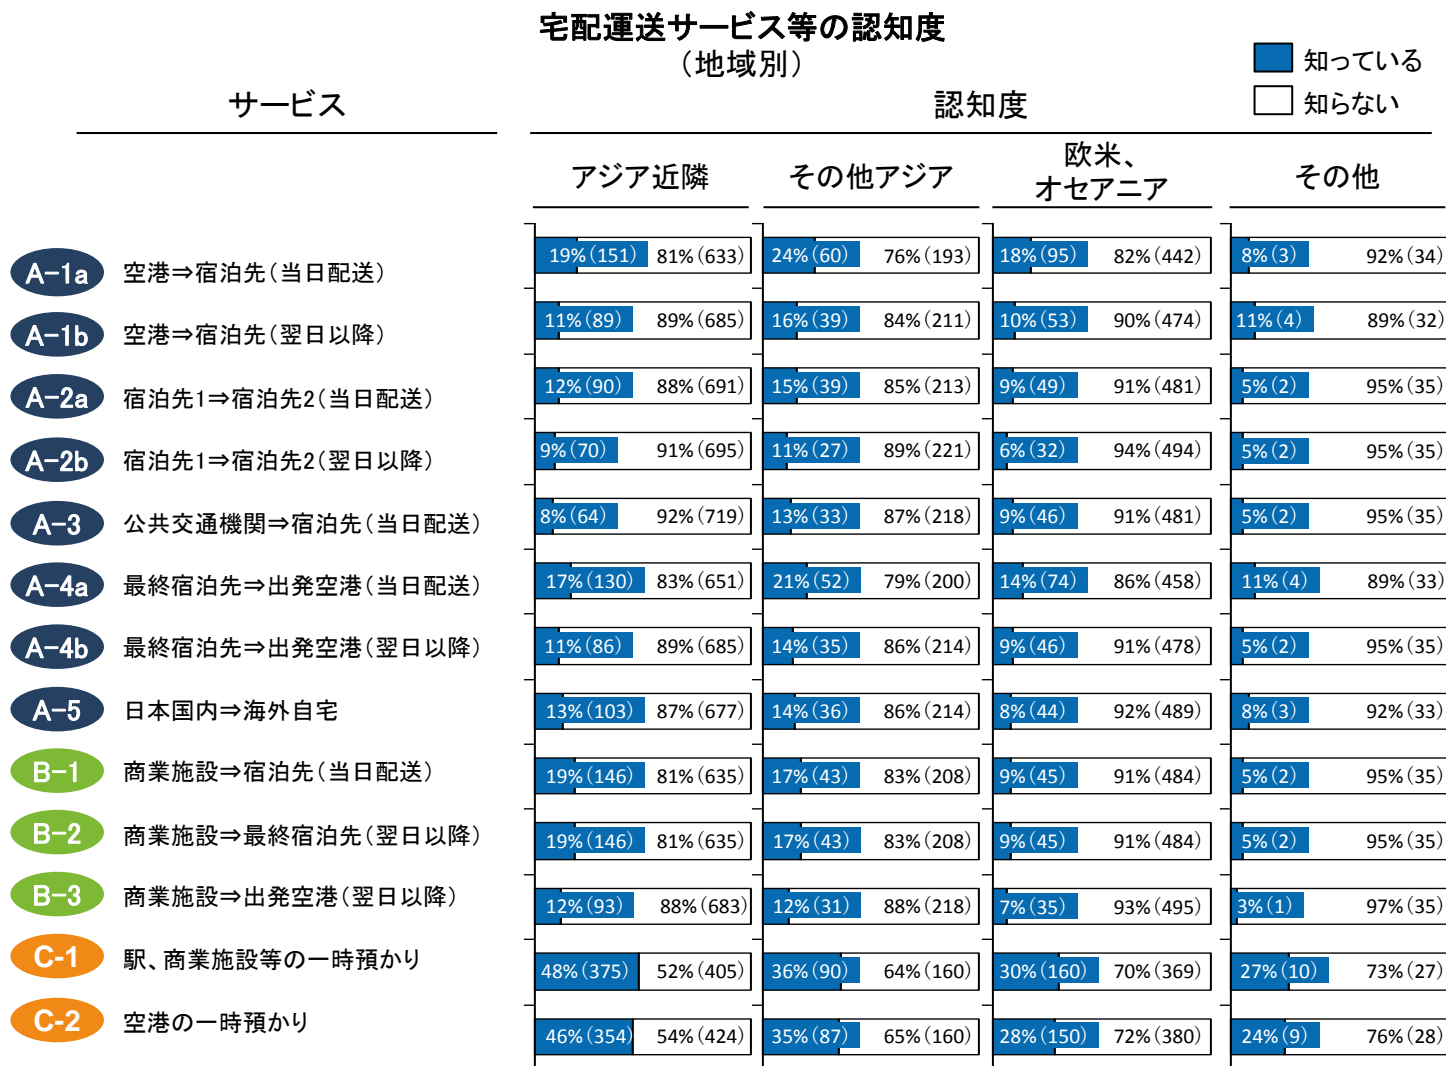 宅配運送サービス等の認知度
（地域別）
知っている
知らない
サービス
認知度
アジア近隣
その他アジア
欧米、
オセアニア
その他
A-1a 空港⇒宿泊先（当日配送） 19%（151） 81%（633） 24%（60） 76%（193） 18%（95） 82%（442） 8%（3） 92%（34）
A-1b 空港⇒宿泊先（翌日以降） 11%（89） 89%（685） 16%（39） 84%（211） 10%（53） 90%（474） 11%（4） 89%（32）
A-2a 宿泊先1⇒宿泊先2（当日配送） 12%（90） 88%（691） 15%（39） 85%（213） 9%（49） 91%（481） 5%（2） 95%（35）
A-2b 宿泊先1⇒宿泊先2（翌日以降） 9%（70） 91%（695） 11%（27） 89%（221） 6%（32） 94%（494） 5%（2） 95%（35）
A-3 公共交通機関⇒宿泊先（当日配送） 8%（64） 92%（719） 13%（33） 87%（218） 9%（46） 91%（481） 5%（2） 95%（35）
A-4a 最終宿泊先⇒出発空港（当日配送） 17%（130） 83%（651） 21%（52） 79%（200） 14%（74） 86%（458） 11%（4） 89%（33）
A-4b 最終宿泊先⇒出発空港（翌日以降） 11%（86） 89%（685） 14%（35） 86%（214） 9%（46） 91%（478） 5%（2） 95%（35）
A-5 日本国内⇒海外自宅 13%（103） 87%（677） 14%（36） 86%（214） 8%（44） 92%（489） 8%（3） 92%（33）
B-1 商業施設⇒宿泊先（当日配送） 19%（146） 81%（635） 17%（43） 83%（208） 9%（45） 91%（484） 5%（2） 95%（35）
B-2 商業施設⇒最終宿泊先（翌日以降） 19%（146） 81%（635） 17%（43） 83%（208） 9%（45） 91%（484） 5%（2） 95%（35）
B-3 商業施設⇒出発空港（翌日以降） 12%（93） 88%（683） 12%（31） 88%（218） 7%（35） 93%（495） 3%（1） 97%（35）
C-1 駅、商業施設等の一時預かり 48%（375） 52%（405） 36%（90） 64%（160） 30%（160） 70%（369） 27%（10） 73%（27）
C-2 空港の一時預かり 46%（354） 54%（424） 35%（87） 65%（160） 28%（150） 72%（380） 24%（9） 76%（28）